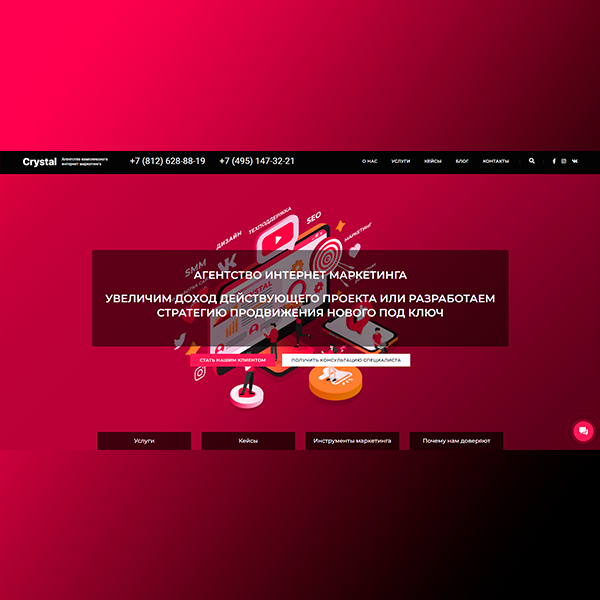 Crystal
Агентство комплексного
интернет маркетинга
+7 (812) 628-88-19
+7 (495) 147-32-21
О НАС
УСЛУГИ
КЕЙСЫ
БЛОГ
КОНТАКТЫ
ДИЗАЙН
ТЕХПОДДЕРЖКА
SEO
МАРКЕТИНГ
SMM
CRYSTAL
АГЕНТСТВО ИНТЕРНЕТ МАРКЕТИНГА
УВЕЛИЧИМ ДОХОД ДЕЙСТВУЮЩЕГО ПРОЕКТА ИЛИ РАЗРАБОТАЕМ
СТРАТЕГИЮ ПРОДВИЖЕНИЯ НОВОГО ПОД КЛЮЧ
СТАТЬ НАШИМ КЛИЕНТОМ
ПОЛУЧИТЬ КОНСУЛЬТАЦИЮ СПЕЦИАЛИСТА
Услуги
Кейсы
Инструменты маркетинга
Почему нам доверяют